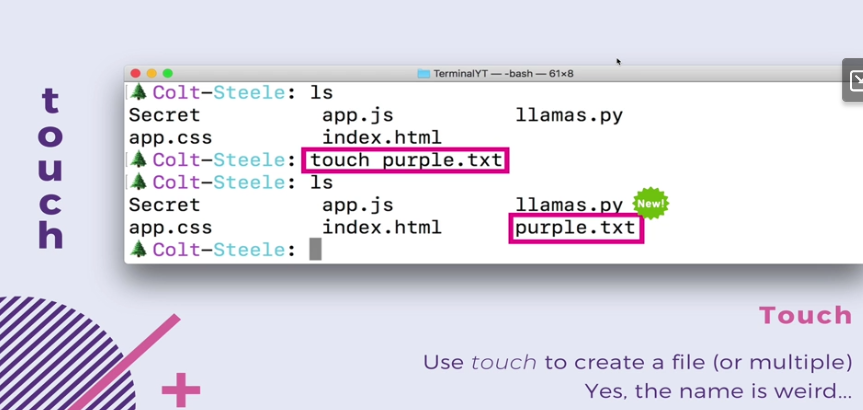 touch
TerminalYT — -bash — 61×8
🌲Colt-Steele: ls
Secret app.js llamas.py
app.css index.html
🌲Colt-Steele: touch purple.txt
🌲Colt-Steele: ls
Secret app.js llamas.py New!
app.css index.html purple.txt
🌲Colt-Steele:
Touch
Use touch to create a file (or multiple)
Yes, the name is weird...